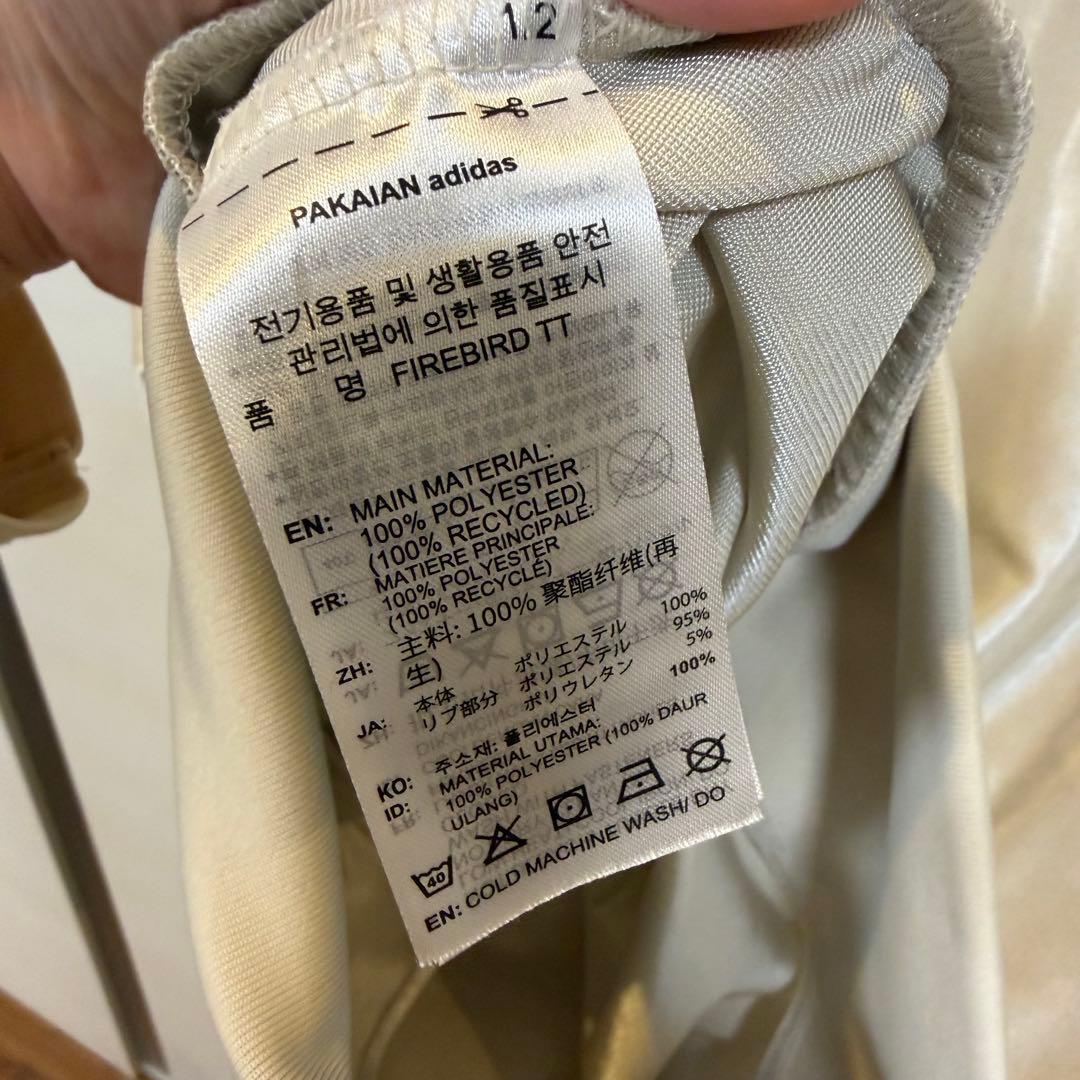 1.2
PAKAIAN adidas
전기용품 및 생활용품 안전
관리법에 의한 품질표시
품 명 FIREBIRD TT
EN: MAIN MATERIAL:
100% POLYESTER
(100% RECYCLED)
FR: MATIERE PRINCIPALE:
100% POLYESTER
(100% RECYCLÉ)
ZH: 主料: 100% 聚酯纤维(再
生)
JA: 本体 ポリエステル 100%
リブ部分 ポリエステル 95%
ポリウレタン 5%
KO: 주소재: 폴리에스터 100%
ID: MATERIAL UTAMA:
100% POLYESTER (100% DAUR
ULANG)
40
EN: COLD MACHINE WASH/ DO